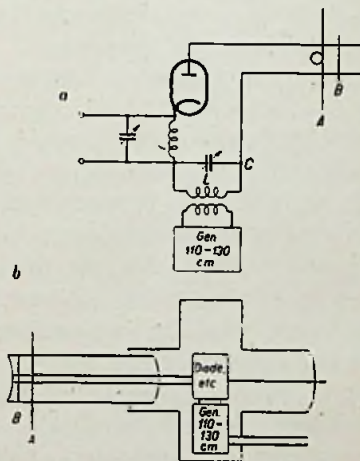 a
A
B
C
L
Gen.
110-130
cm
b
Diode,
etc
Gen.
110-
130
cm
B
A